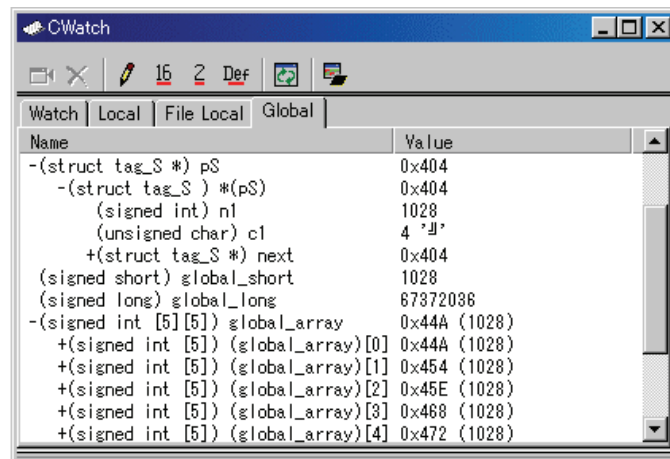 CWatch
16 2 Def
Watch Local File Local Global
Name Value
-(struct tag_S *) pS 0x404
-(struct tag_S ) *(pS) 0x404
(signed int) n1 1028
(unsigned char) c1 4 '┘'
+(struct tag_S *) next 0x404
(signed short) global_short 1028
(signed long) global_long 67372036
-(signed int [5][5]) global_array 0x44A (1028)
+(signed int [5]) (global_array)[0] 0x44A (1028)
+(signed int [5]) (global_array)[1] 0x454 (1028)
+(signed int [5]) (global_array)[2] 0x45E (1028)
+(signed int [5]) (global_array)[3] 0x468 (1028)
+(signed int [5]) (global_array)[4] 0x472 (1028)